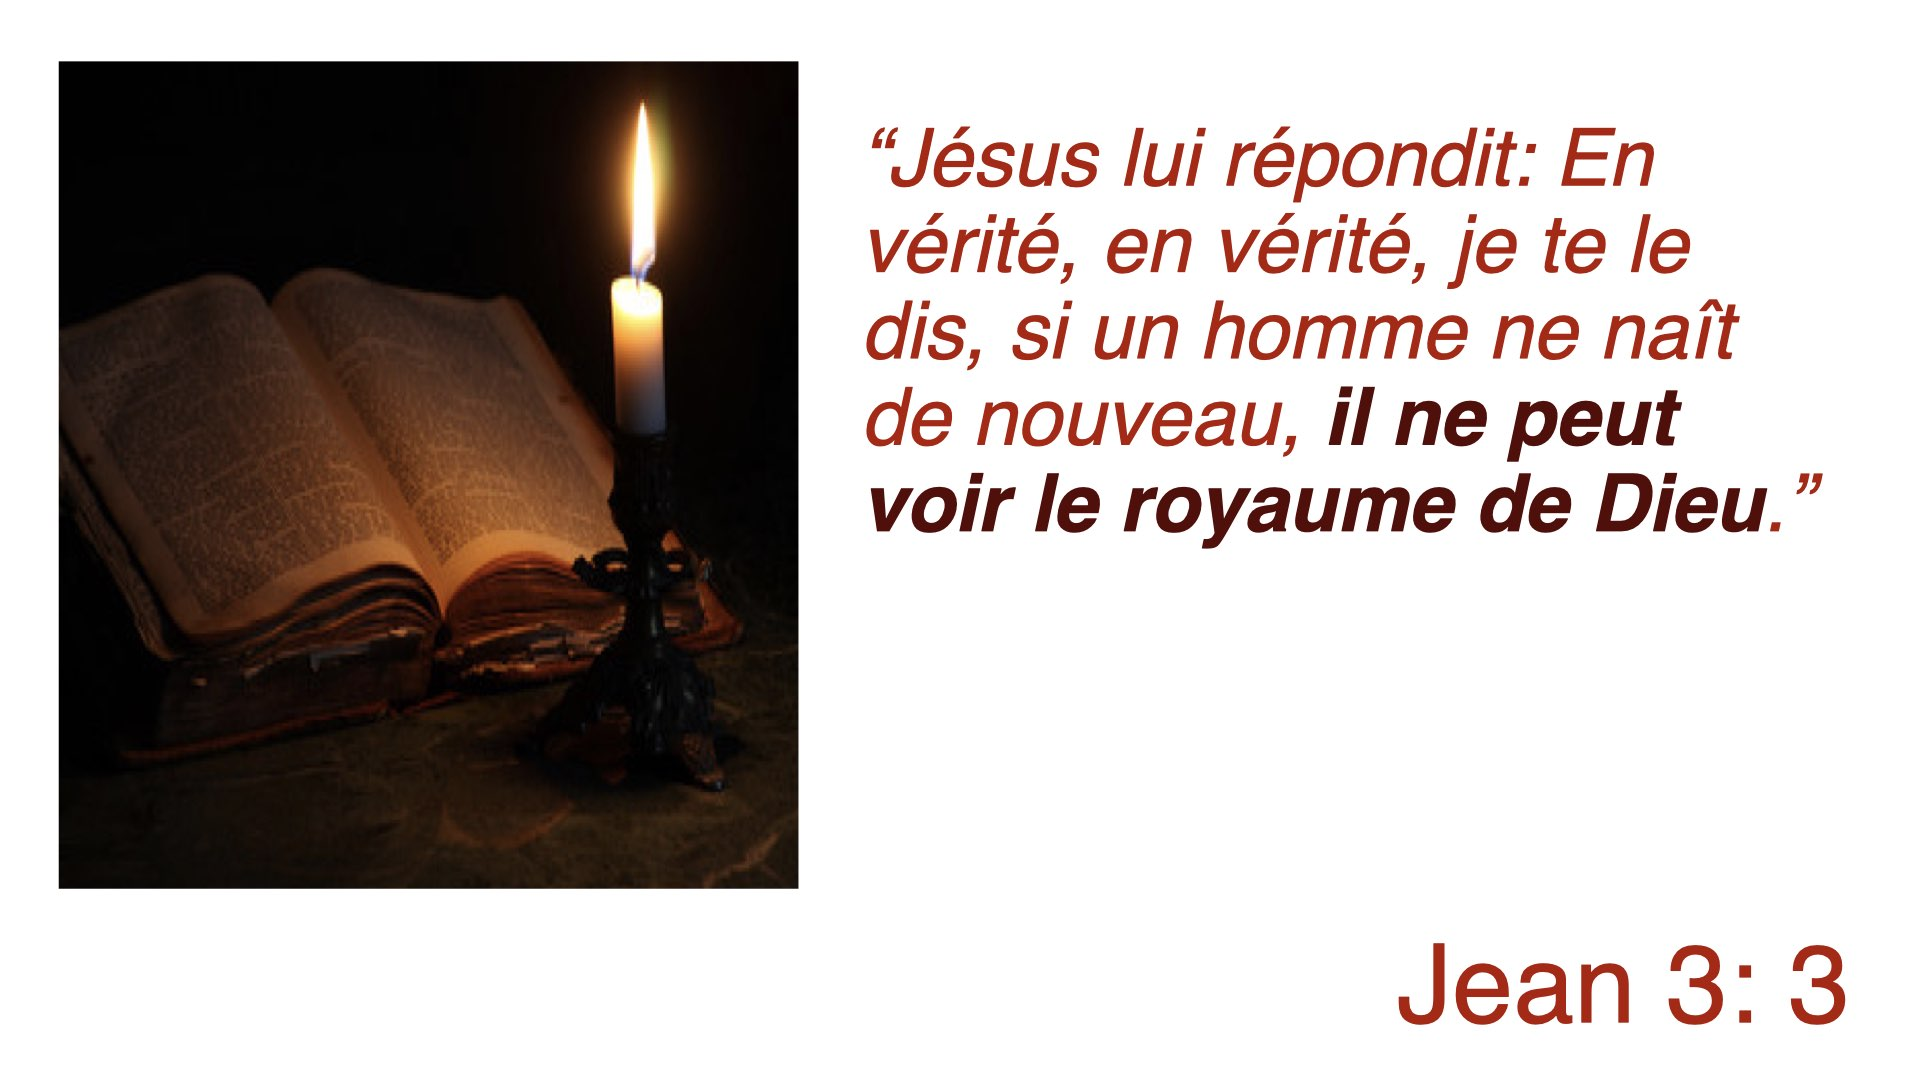 “Jésus lui répondit: En
vérité, en vérité, je te le
dis, si un homme ne naît
de nouveau, il ne peut
voir le royaume de Dieu.”
Jean 3: 3